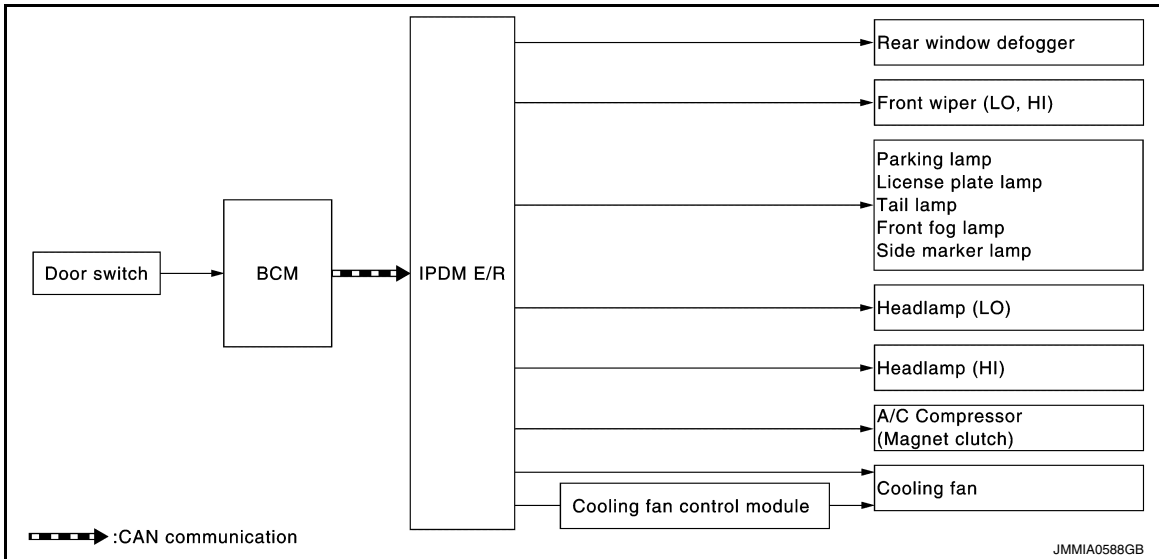 Rear window defogger
Front wiper (LO, HI)
Parking lamp
License plate lamp
Tail lamp
Front fog lamp
Side marker lamp
Door switch
BCM
IPDM E/R
Headlamp (LO)
Headlamp (HI)
A/C Compressor
(Magnet clutch)
Cooling fan
Cooling fan control module
:CAN communication
JMMIA0588GB